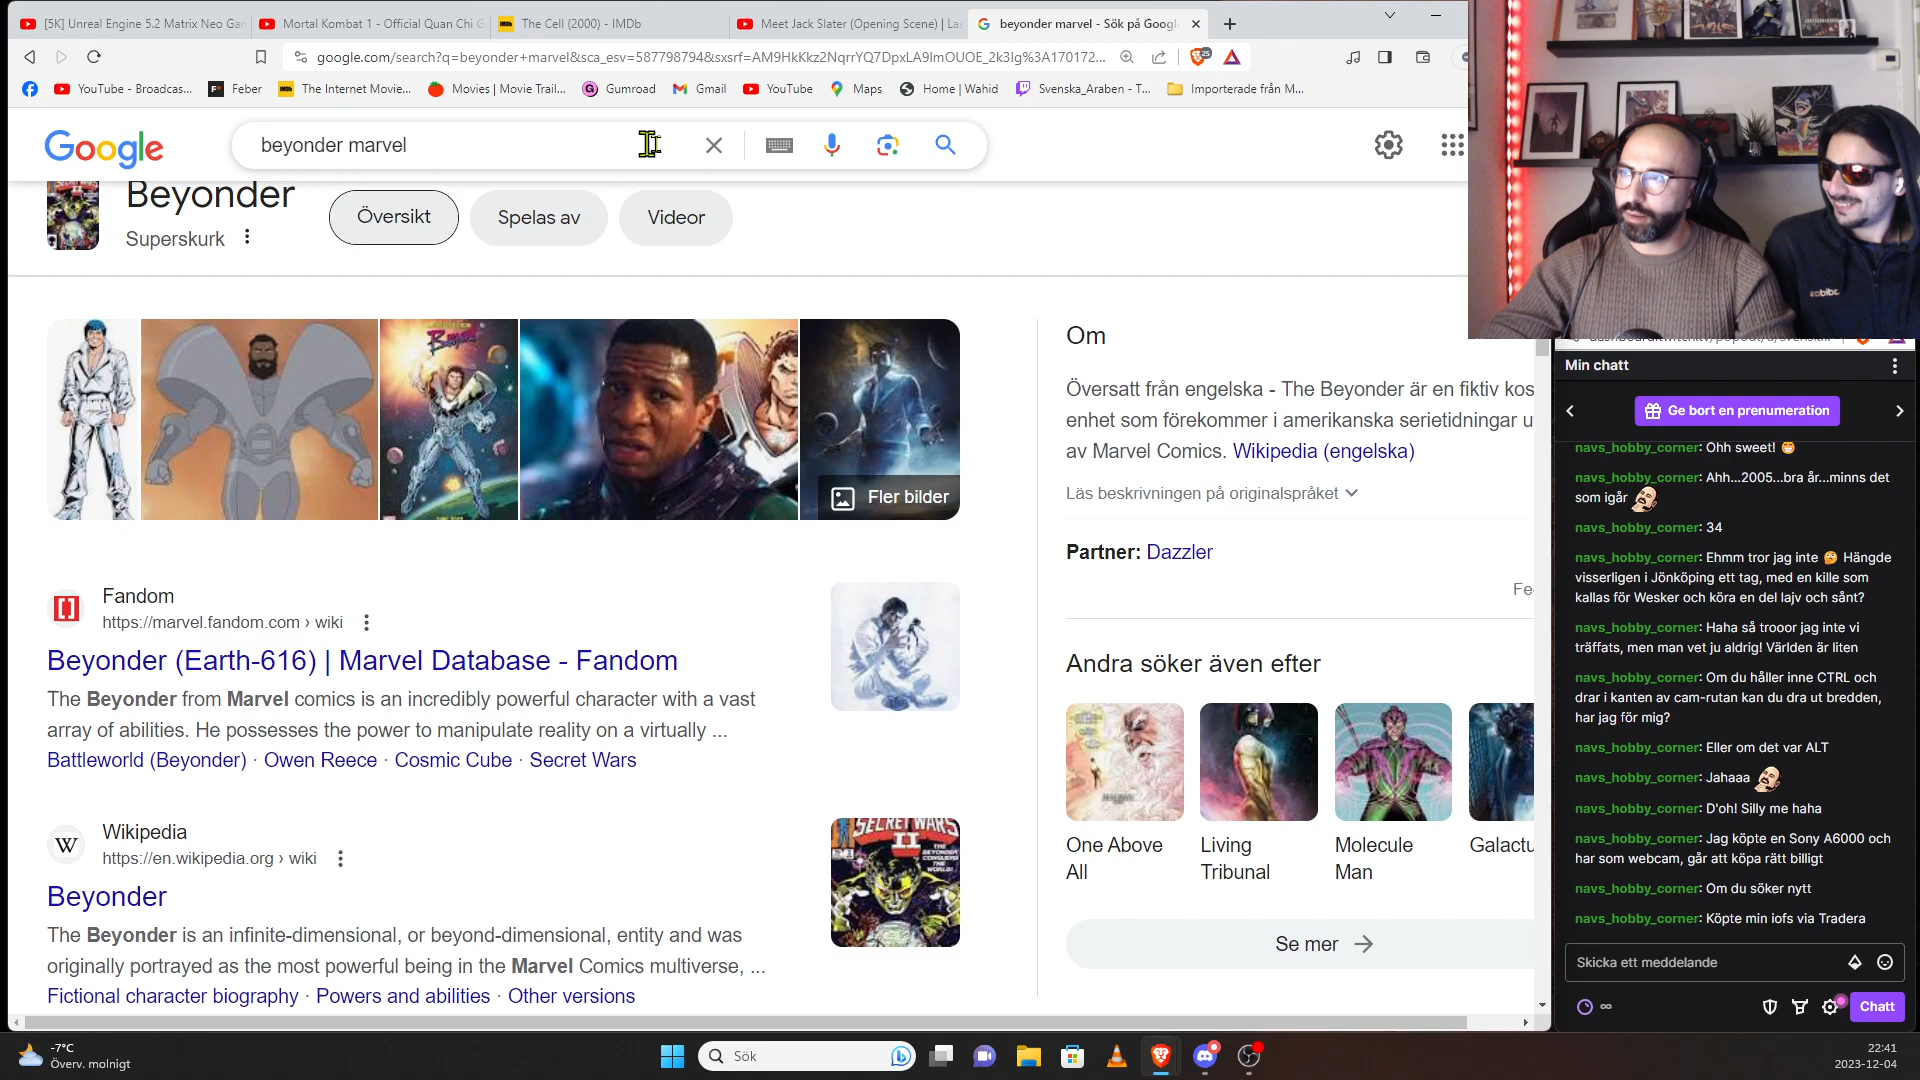 [5K] Unreal Engine 5.2 Matrix Neo Gar
Mortal Kombat 1 - Official Quan Chi G
The Cell (2000) - IMDb
Meet Jack Slater (Opening Scene) | Las
beyonder marvel - Sök på Googl
google.com/search?q=beyonder+marvel&sca_esv=587798794&sxsrf=AM9HkKkz2NqrrYQ7DpxLA9ImOUOE_2k3Ig%3A170172...
YouTube - Broadcas...
Feber
The Internet Movie...
Movies | Movie Trail...
Gumroad
Gmail
YouTube
Maps
Home | Wahid
Svenska_Araben - T...
Importerade från M...
Google
beyonder marvel
Beyonder
Superskurk
Översikt
Spelas av
Videor
Fler bilder
Om
Översatt från engelska - The Beyonder är en fiktiv kos
enhet som förekommer i amerikanska serietidningar u
av Marvel Comics. Wikipedia (engelska)
Läs beskrivningen på originalspråket
Partner: Dazzler
Fe
Fandom
https://marvel.fandom.com › wiki
Beyonder (Earth-616) | Marvel Database - Fandom
The Beyonder from Marvel comics is an incredibly powerful character with a vast
array of abilities. He possesses the power to manipulate reality on a virtually ...
Battleworld (Beyonder) · Owen Reece · Cosmic Cube · Secret Wars
Andra söker även efter
One Above
All
Living
Tribunal
Molecule
Man
Galactu
Se mer
Wikipedia
https://en.wikipedia.org › wiki
Beyonder
The Beyonder is an infinite-dimensional, or beyond-dimensional, entity and was
originally portrayed as the most powerful being in the Marvel Comics multiverse, ...
Fictional character biography · Powers and abilities · Other versions
SECRET WARS
II
Min chatt
Ge bort en prenumeration
navs_hobby_corner: Ohh sweet!
navs_hobby_corner: Ahh...2005...bra år...minns det
som igår
navs_hobby_corner: 34
navs_hobby_corner: Ehmm tror jag inte 🤔 Hängde
visserligen i Jönköping ett tag, med en kille som
kallas för Wesker och köra en del lajv och sånt?
navs_hobby_corner: Haha så trooor jag inte vi
träffats, men man vet ju aldrig! Världen är liten
navs_hobby_corner: Om du håller inne CTRL och
drar i kanten av cam-rutan kan du dra ut bredden,
har jag för mig?
navs_hobby_corner: Eller om det var ALT
navs_hobby_corner: Jahaaa
navs_hobby_corner: D'oh! Silly me haha
navs_hobby_corner: Jag köpte en Sony A6000 och
har som webcam, går att köpa rätt billigt
navs_hobby_corner: Om du söker nytt
navs_hobby_corner: Köpte min iofs via Tradera
Skicka ett meddelande
Chatt
-7°C
Överv. molnigt
Sök
22:41
2023-12-04